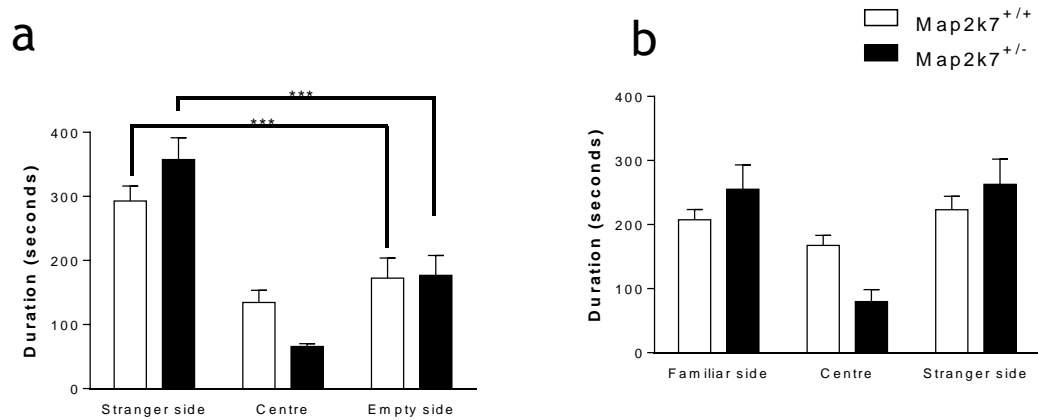 a
***
***
400
300
200
100
0
Duration (seconds)
Stranger side Centre Empty side
b
Map2k7+/+
Map2k7+/-
400
300
200
100
0
Duration (seconds)
Familiar side Centre Stranger side